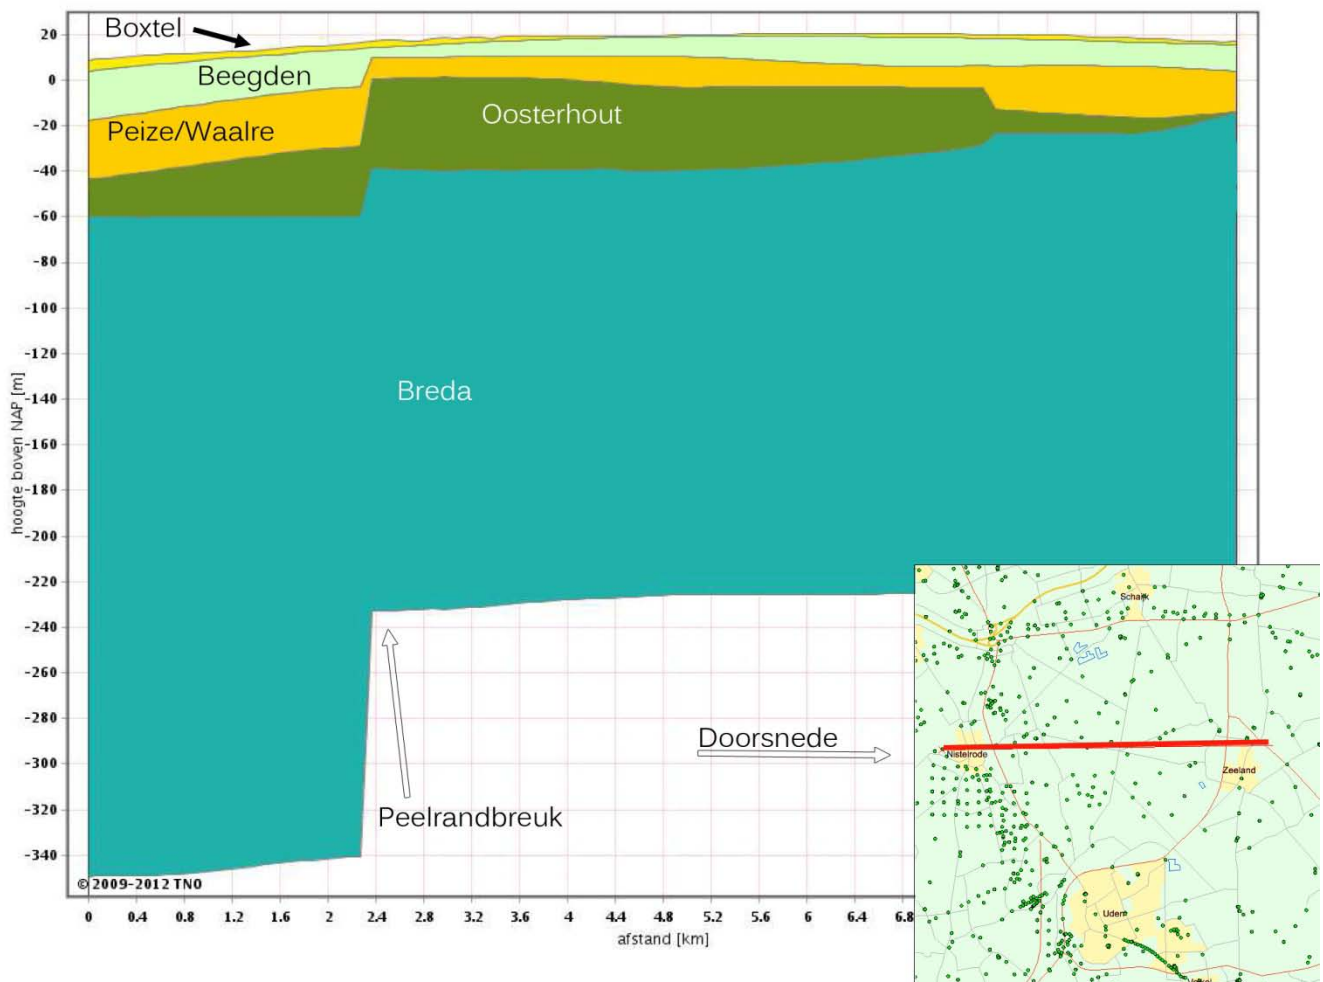 Boxtel
Beegden
Peize/Waalre
Oosterhout
Breda
Peelrandbreuk
Doorsnede
hoogte boven NAP [m]
20
0
-20
-40
-60
-80
-100
-120
-140
-160
-180
-200
-220
-240
-260
-280
-300
-320
-340
© 2009-2012 TNO
0 0.4 0.8 1.2 1.6 2 2.4 2.8 3.2 3.6 4 4.4 4.8 5.2 5.6 6 6.4 6.8
afstand [km]
Schaijk
Nistelrode
Zeeland
Uden